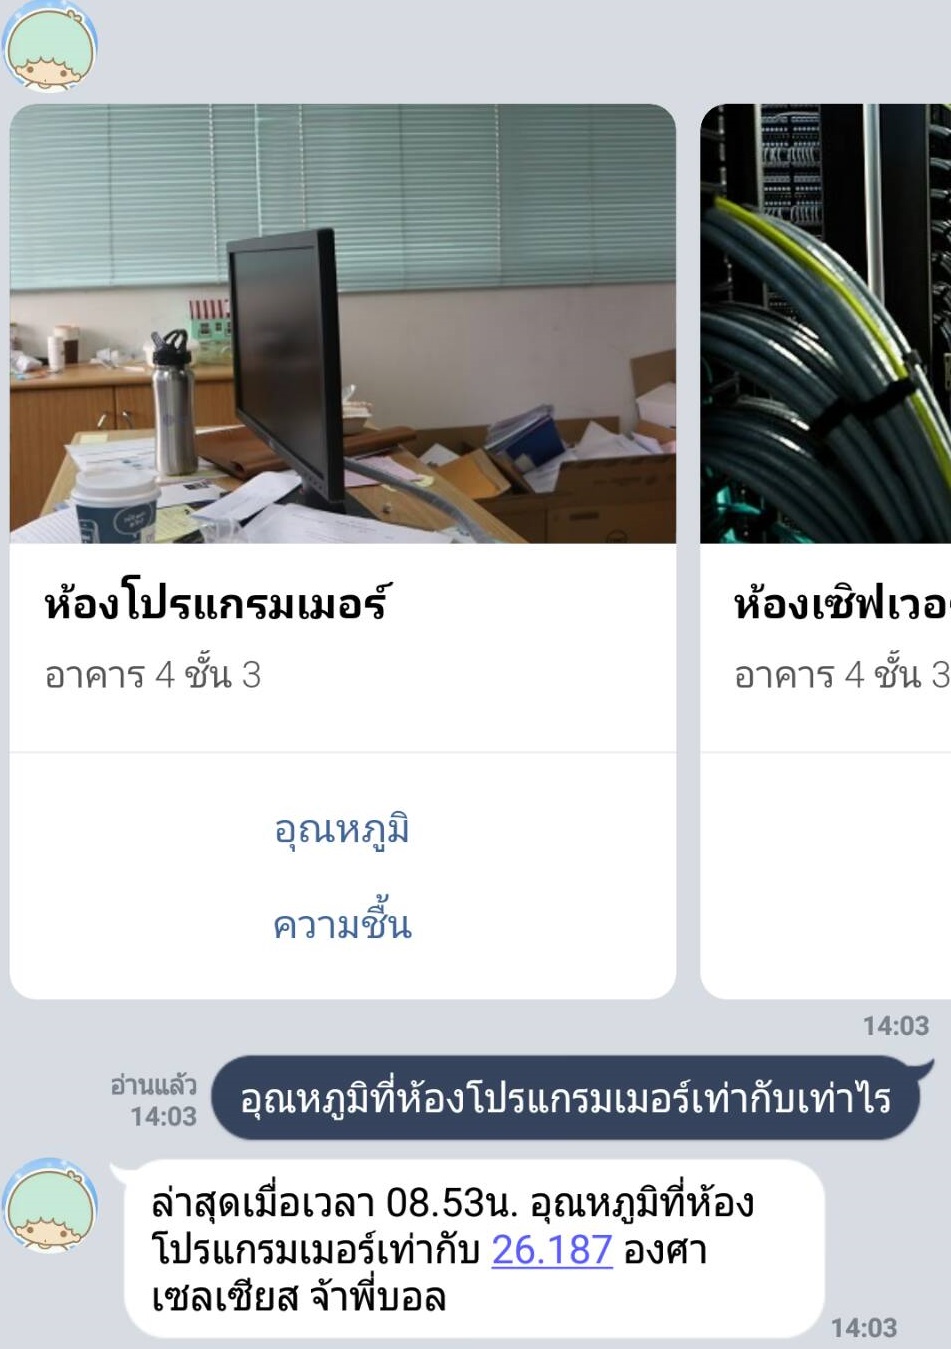 ห้องโปรแกรมเมอร์
อาคาร 4 ชั้น 3
อุณหภูมิ
ความชื้น
ห้องเซิฟเวอ
อาคาร 4 ชั้น 3
14:03
อ่านแล้ว
14:03
อุณหภูมิที่ห้องโปรแกรมเมอร์เท่ากับเท่าไร
ล่าสุดเมื่อเวลา 08.53น. อุณหภูมิที่ห้อง
โปรแกรมเมอร์เท่ากับ 26.187 องศา
เซลเซียส จ้าพี่บอล
14:03